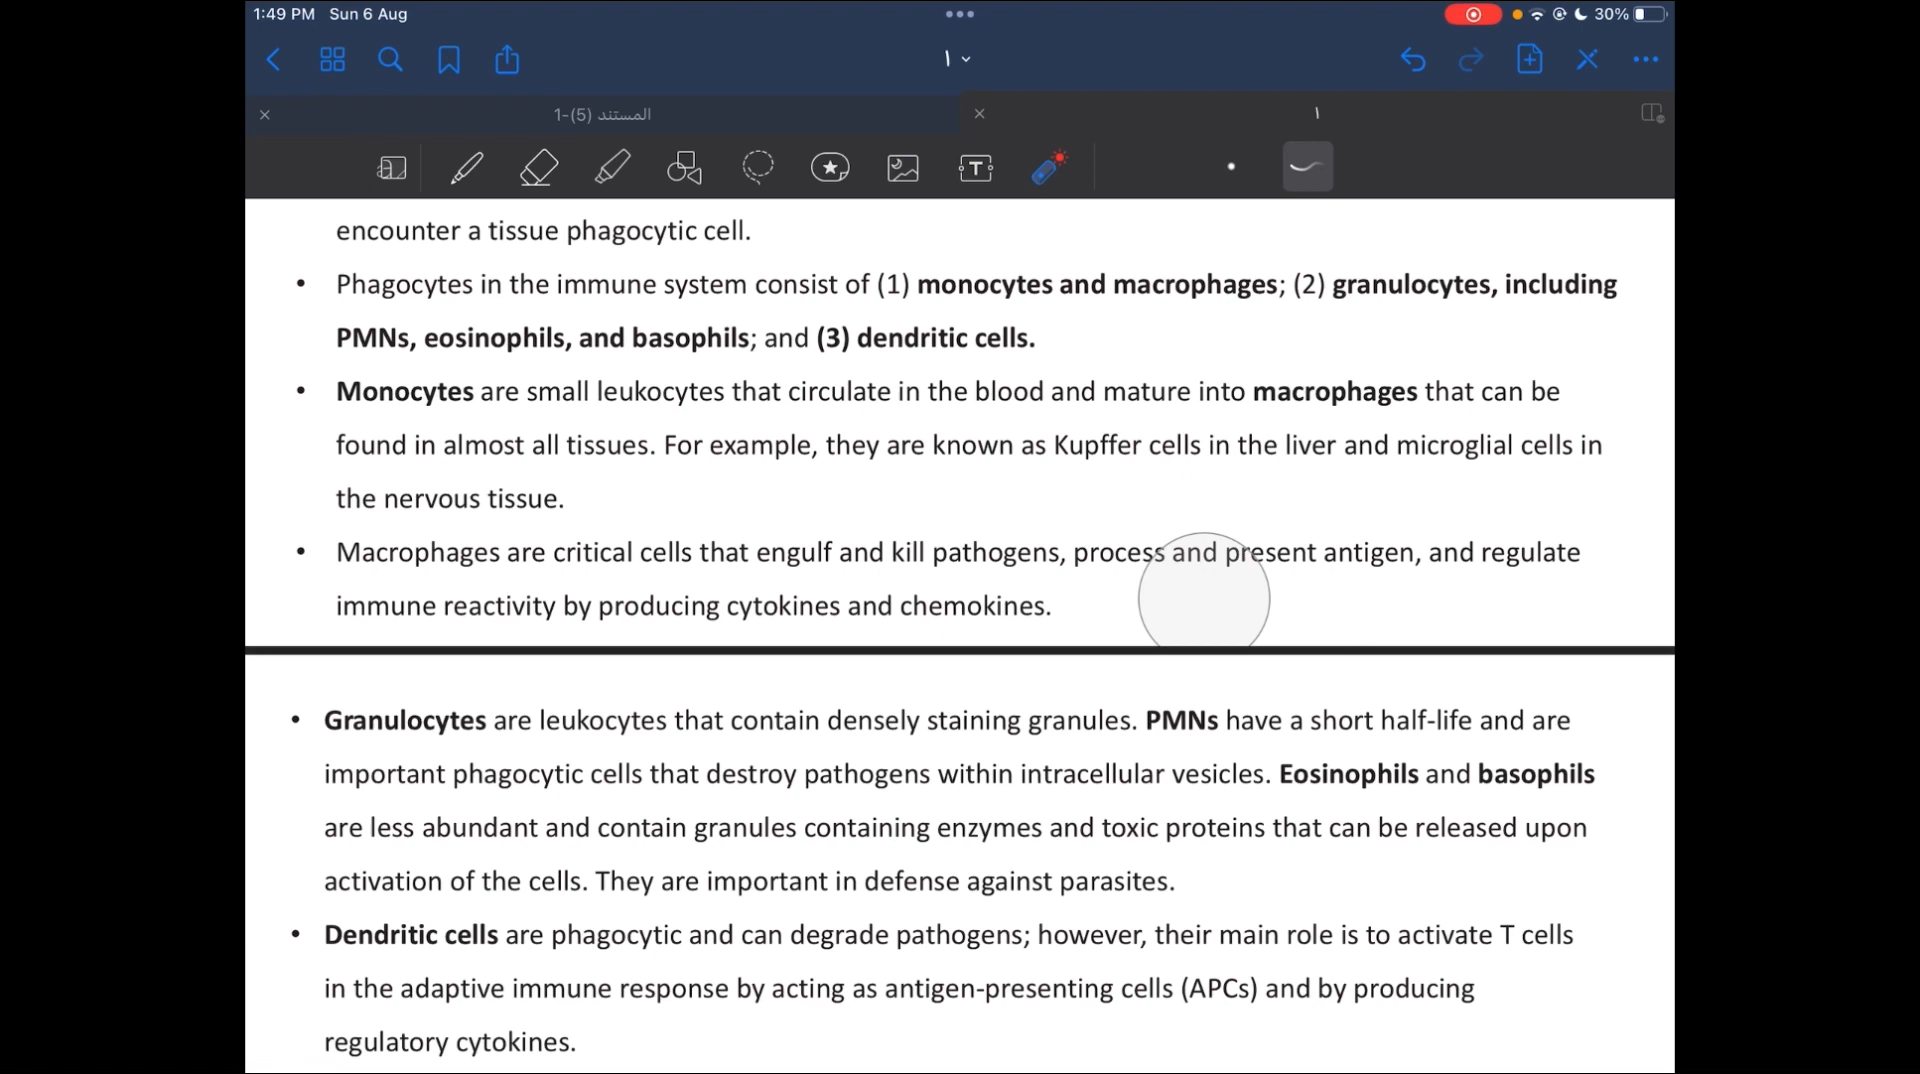 1:49 PM Sun 6 Aug
30%
المستند (5)-1
١
١
encounter a tissue phagocytic cell.
• Phagocytes in the immune system consist of (1) monocytes and macrophages; (2) granulocytes, including
PMNs, eosinophils, and basophils; and (3) dendritic cells.
• Monocytes are small leukocytes that circulate in the blood and mature into macrophages that can be
found in almost all tissues. For example, they are known as Kupffer cells in the liver and microglial cells in
the nervous tissue.
• Macrophages are critical cells that engulf and kill pathogens, process and present antigen, and regulate
immune reactivity by producing cytokines and chemokines.
• Granulocytes are leukocytes that contain densely staining granules. PMNs have a short half-life and are
important phagocytic cells that destroy pathogens within intracellular vesicles. Eosinophils and basophils
are less abundant and contain granules containing enzymes and toxic proteins that can be released upon
activation of the cells. They are important in defense against parasites.
• Dendritic cells are phagocytic and can degrade pathogens; however, their main role is to activate T cells
in the adaptive immune response by acting as antigen-presenting cells (APCs) and by producing
regulatory cytokines.